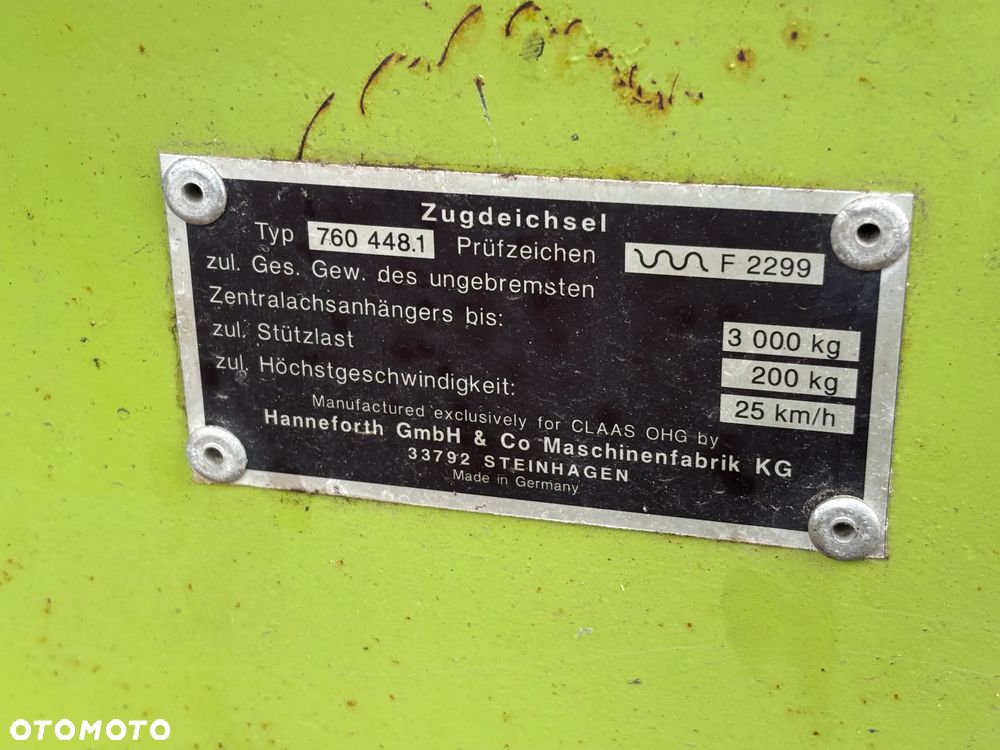 Zugdeichsel
Typ 760 448.1 Prüfzeichen F 2299
zul. Ges. Gew. des ungebremsten
Zentralachsanhängers bis: 3 000 kg
zul. Stützlast 200 kg
zul. Höchstgeschwindigkeit: 25 km/h
Manufactured exclusively for CLAAS OHG by
Hanneforth GmbH & Co Maschinenfabrik KG
33792 STEINHAGEN
Made in Germany
OTOMOTO